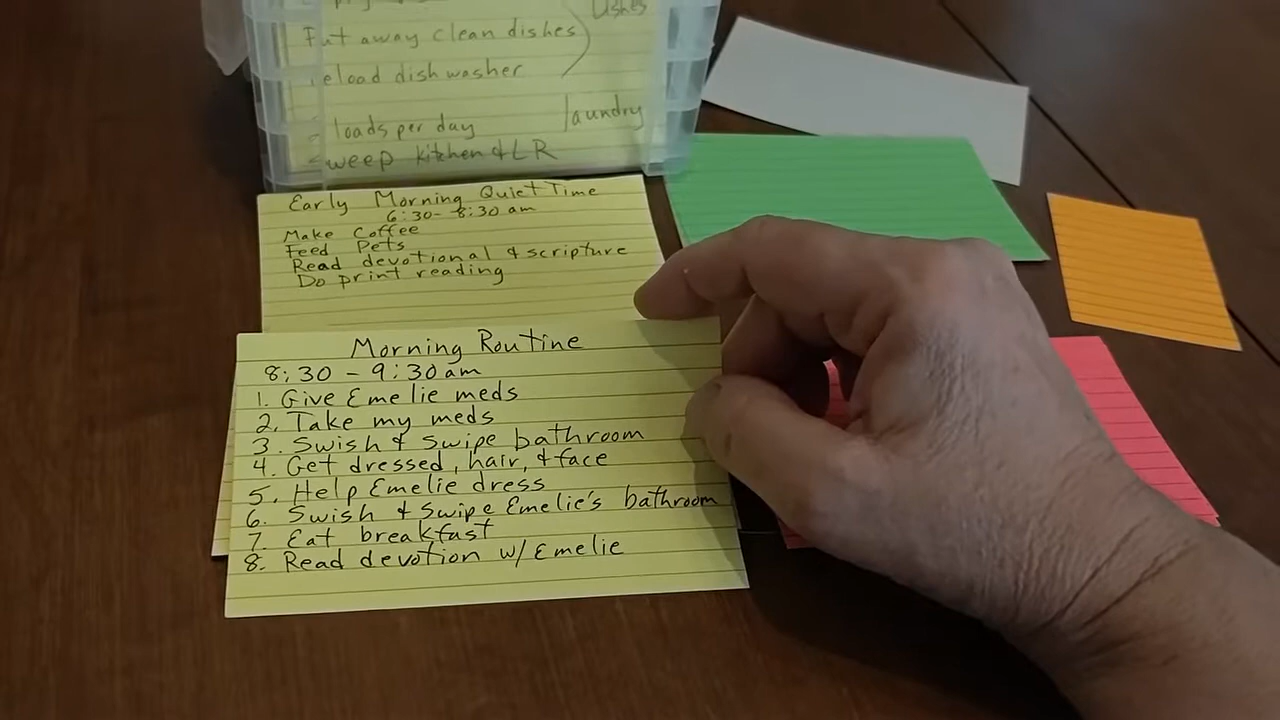 Dishes
Put away clean dishes
reload dishwasher
loads per day
laundry
Sweep kitchen & LR
Early Morning Quiet Time
6:30- 8:30 am
Make Coffee
Feed Pets
Read devotional & scripture
Do print reading
Morning Routine
8:30 - 9:30 am
1. Give Emelie meds
2. Take my meds
3. Swish & Swipe bathroom
4. Get dressed, hair, & face
5. Help Emelie dress
6. Swish & Swipe Emelie's bathroom
7. Eat breakfast
8. Read devotion w/ Emelie